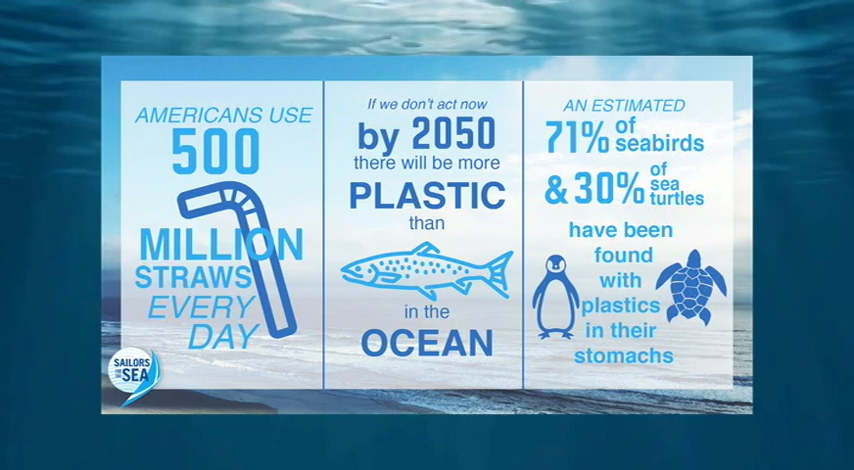 AMERICANS USE
500
MILLION
STRAWS
EVERY
DAY
If we don't act now
by 2050
there will be more
PLASTIC
than
in the
OCEAN
AN ESTIMATED
71% of seabirds
& 30% of sea turtles
have been
found
with
plastics
in their
stomachs
SAILORS
FOR THE
SEA